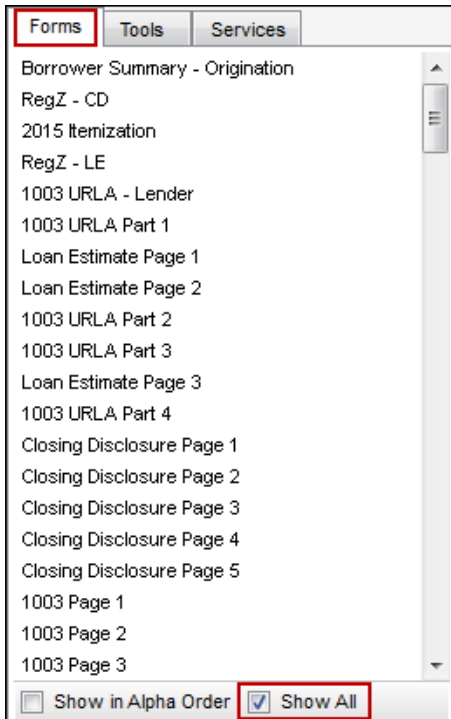 Forms Tools Services
Borrower Summary - Origination
RegZ - CD
2015 Itemization
RegZ - LE
1003 URLA - Lender
1003 URLA Part 1
Loan Estimate Page 1
Loan Estimate Page 2
1003 URLA Part 2
1003 URLA Part 3
Loan Estimate Page 3
1003 URLA Part 4
Closing Disclosure Page 1
Closing Disclosure Page 2
Closing Disclosure Page 3
Closing Disclosure Page 4
Closing Disclosure Page 5
1003 Page 1
1003 Page 2
1003 Page 3
Show in Alpha Order Show All